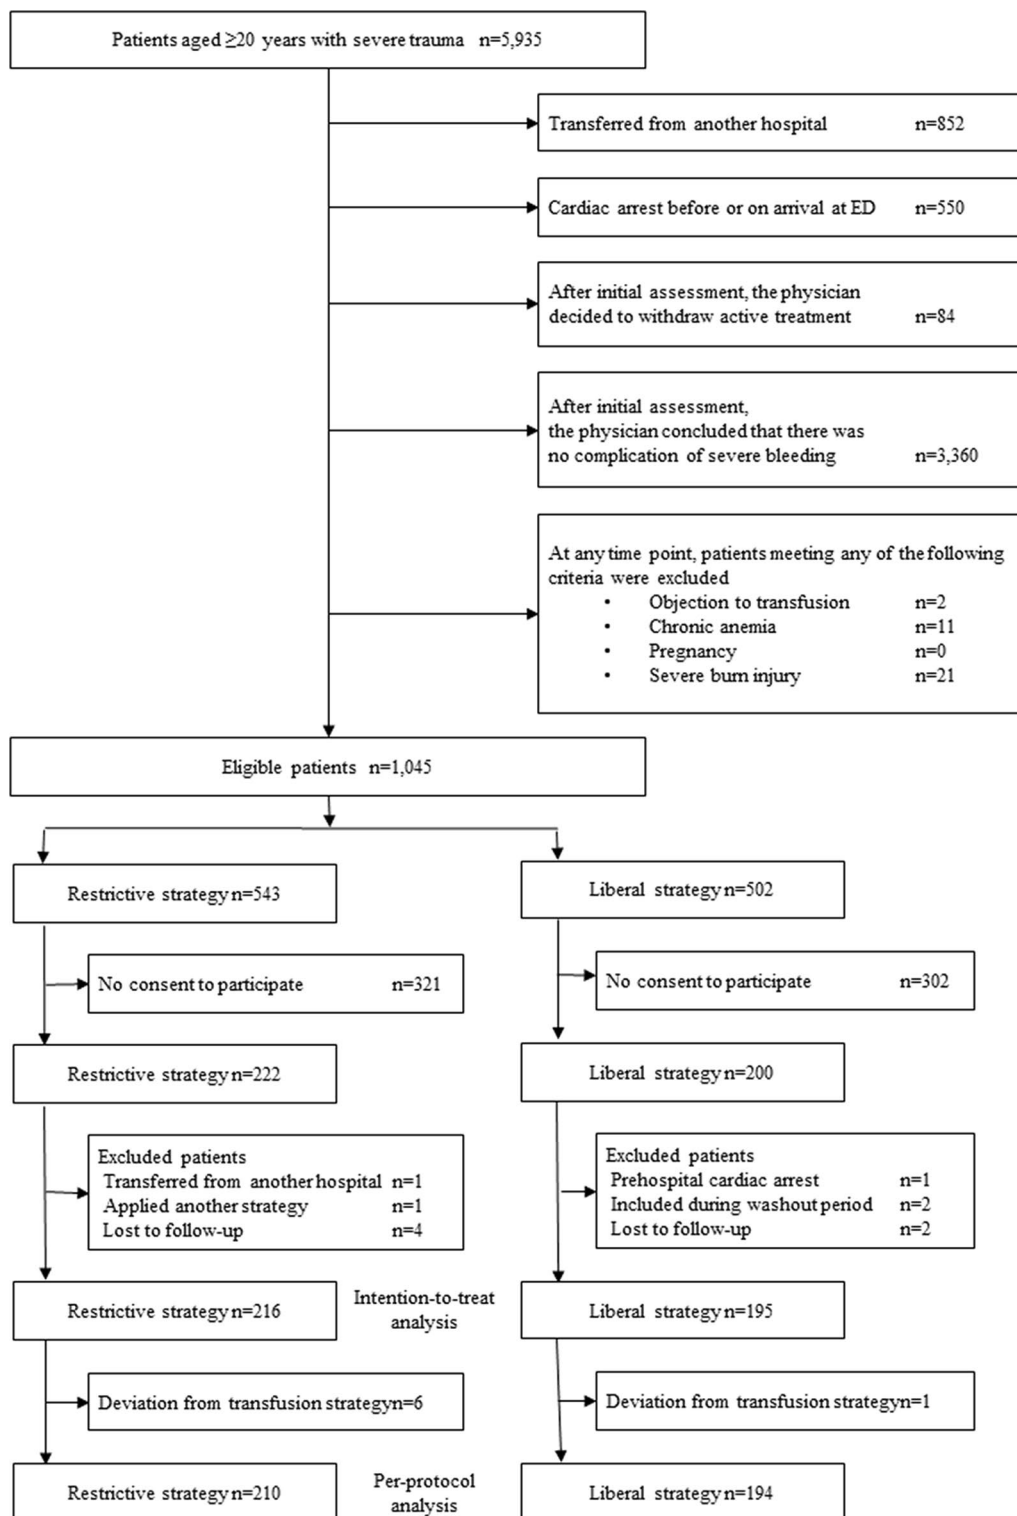 Patients aged ≥20 years with severe trauma n=5,935
Transferred from another hospital n=852
Cardiac arrest before or on arrival at ED n=550
After initial assessment, the physician
decided to withdraw active treatment n=84
After initial assessment,
the physician concluded that there was
no complication of severe bleeding n=3,360
At any time point, patients meeting any of the following
criteria were excluded
• Objection to transfusion n=2
• Chronic anemia n=11
• Pregnancy n=0
• Severe burn injury n=21
Eligible patients n=1,045
Restrictive strategy n=543
Liberal strategy n=502
No consent to participate n=321
No consent to participate n=302
Restrictive strategy n=222
Liberal strategy n=200
Excluded patients
Transferred from another hospital n=1
Applied another strategy n=1
Lost to follow-up n=4
Excluded patients
Prehospital cardiac arrest n=1
Included during washout period n=2
Lost to follow-up n=2
Restrictive strategy n=216
Intention-to-treat
analysis
Liberal strategy n=195
Deviation from transfusion strategy n=6
Deviation from transfusion strategy n=1
Restrictive strategy n=210
Per-protocol
analysis
Liberal strategy n=194